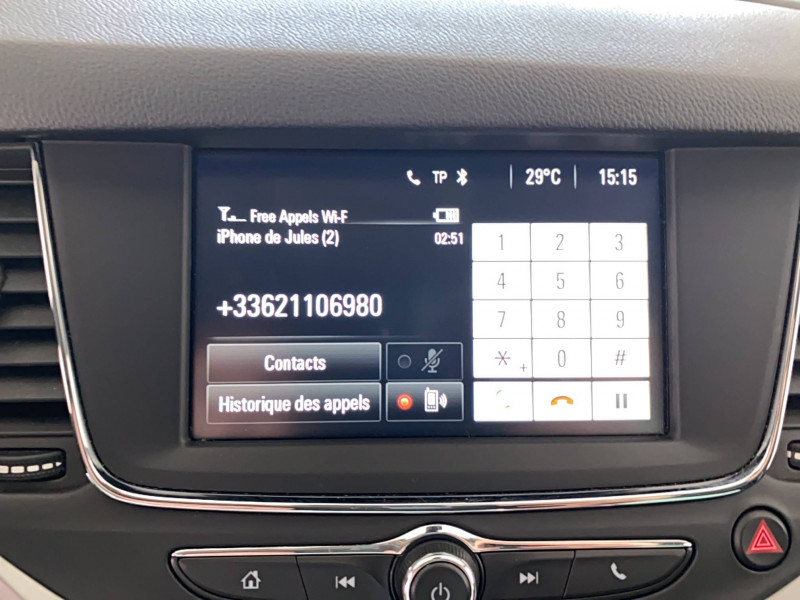 TP 29°C 15:15
Free Appels Wi-F
iPhone de Jules (2) 02:51
+33621106980
Contacts
Historique des appels
1 2 3
4 5 6
7 8 9
*+ 0 #